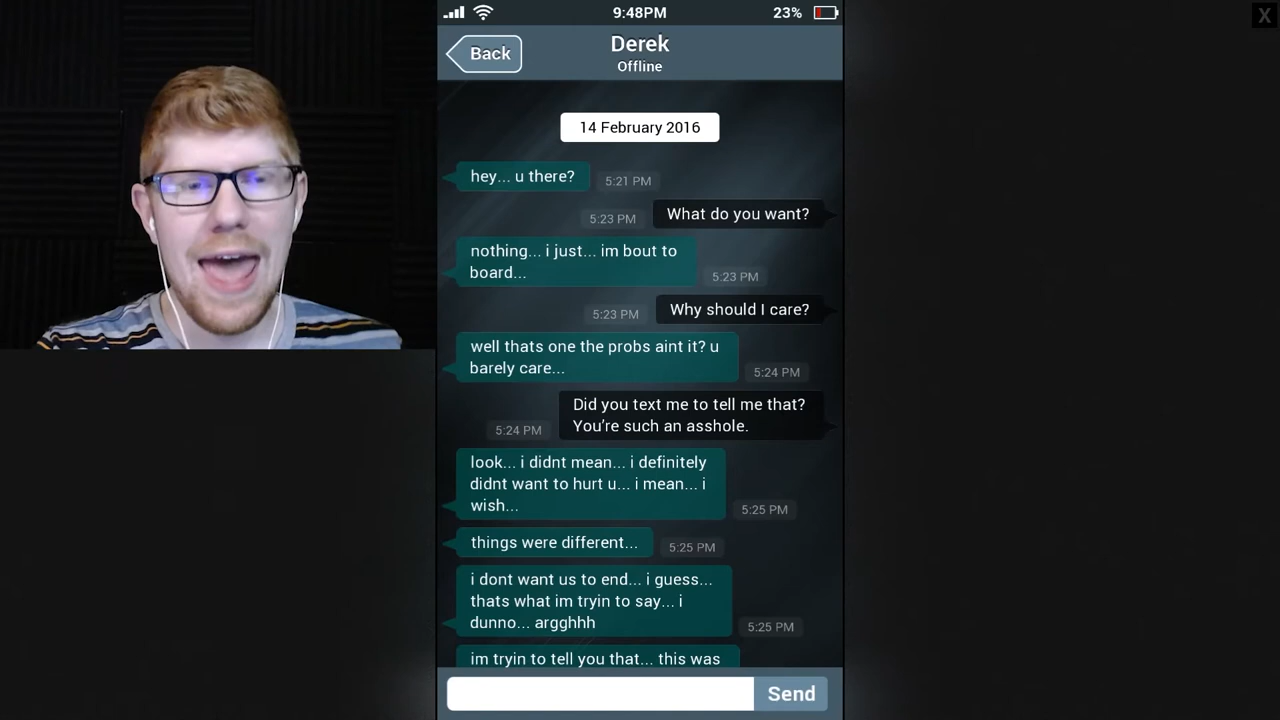 9:48PM
23%
X
Back
Derek
Offline
14 February 2016
hey... u there?
5:21 PM
What do you want?
5:23 PM
nothing... i just... im bout to
board...
5:23 PM
Why should I care?
5:23 PM
well thats one the probs aint it? u
barely care...
5:24 PM
Did you text me to tell me that?
You’re such an asshole.
5:24 PM
look... i didnt mean... i definitely
didnt want to hurt u... i mean... i
wish...
5:25 PM
things were different...
5:25 PM
i dont want us to end... i guess...
thats what im tryin to say... i
dunno... argghhh
5:25 PM
im tryin to tell you that... this was
Send